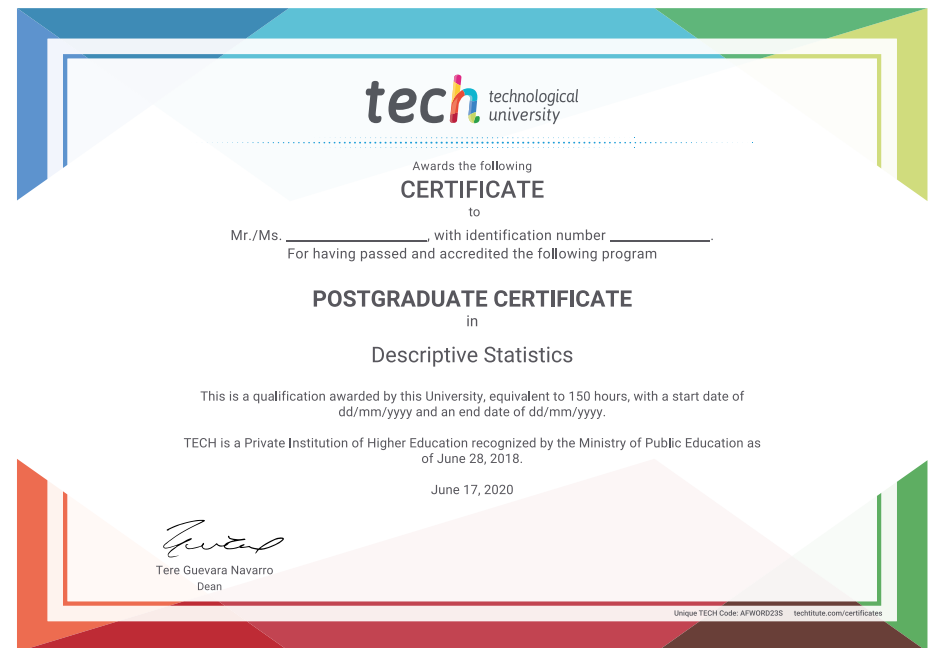 tech technological
university
Awards the following
CERTIFICATE
to
Mr./Ms. ____________________, with identification number ______________.
For having passed and accredited the following program
POSTGRADUATE CERTIFICATE
in
Descriptive Statistics
This is a qualification awarded by this University, equivalent to 150 hours, with a start date of
dd/mm/yyyy and an end date of dd/mm/yyyy.
TECH is a Private Institution of Higher Education recognized by the Ministry of Public Education as
of June 28, 2018.
June 17, 2020
Tere Guevara Navarro
Dean
Unique TECH Code: AFWORD23S techtitute.com/certificates